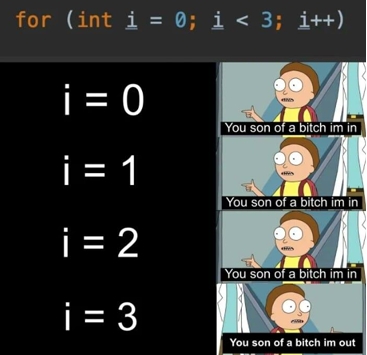 for (int i = 0; i < 3; i++)
i = 0
You son of a bitch im in
i = 1
You son of a bitch im in
i = 2
You son of a bitch im in
i = 3
You son of a bitch im out